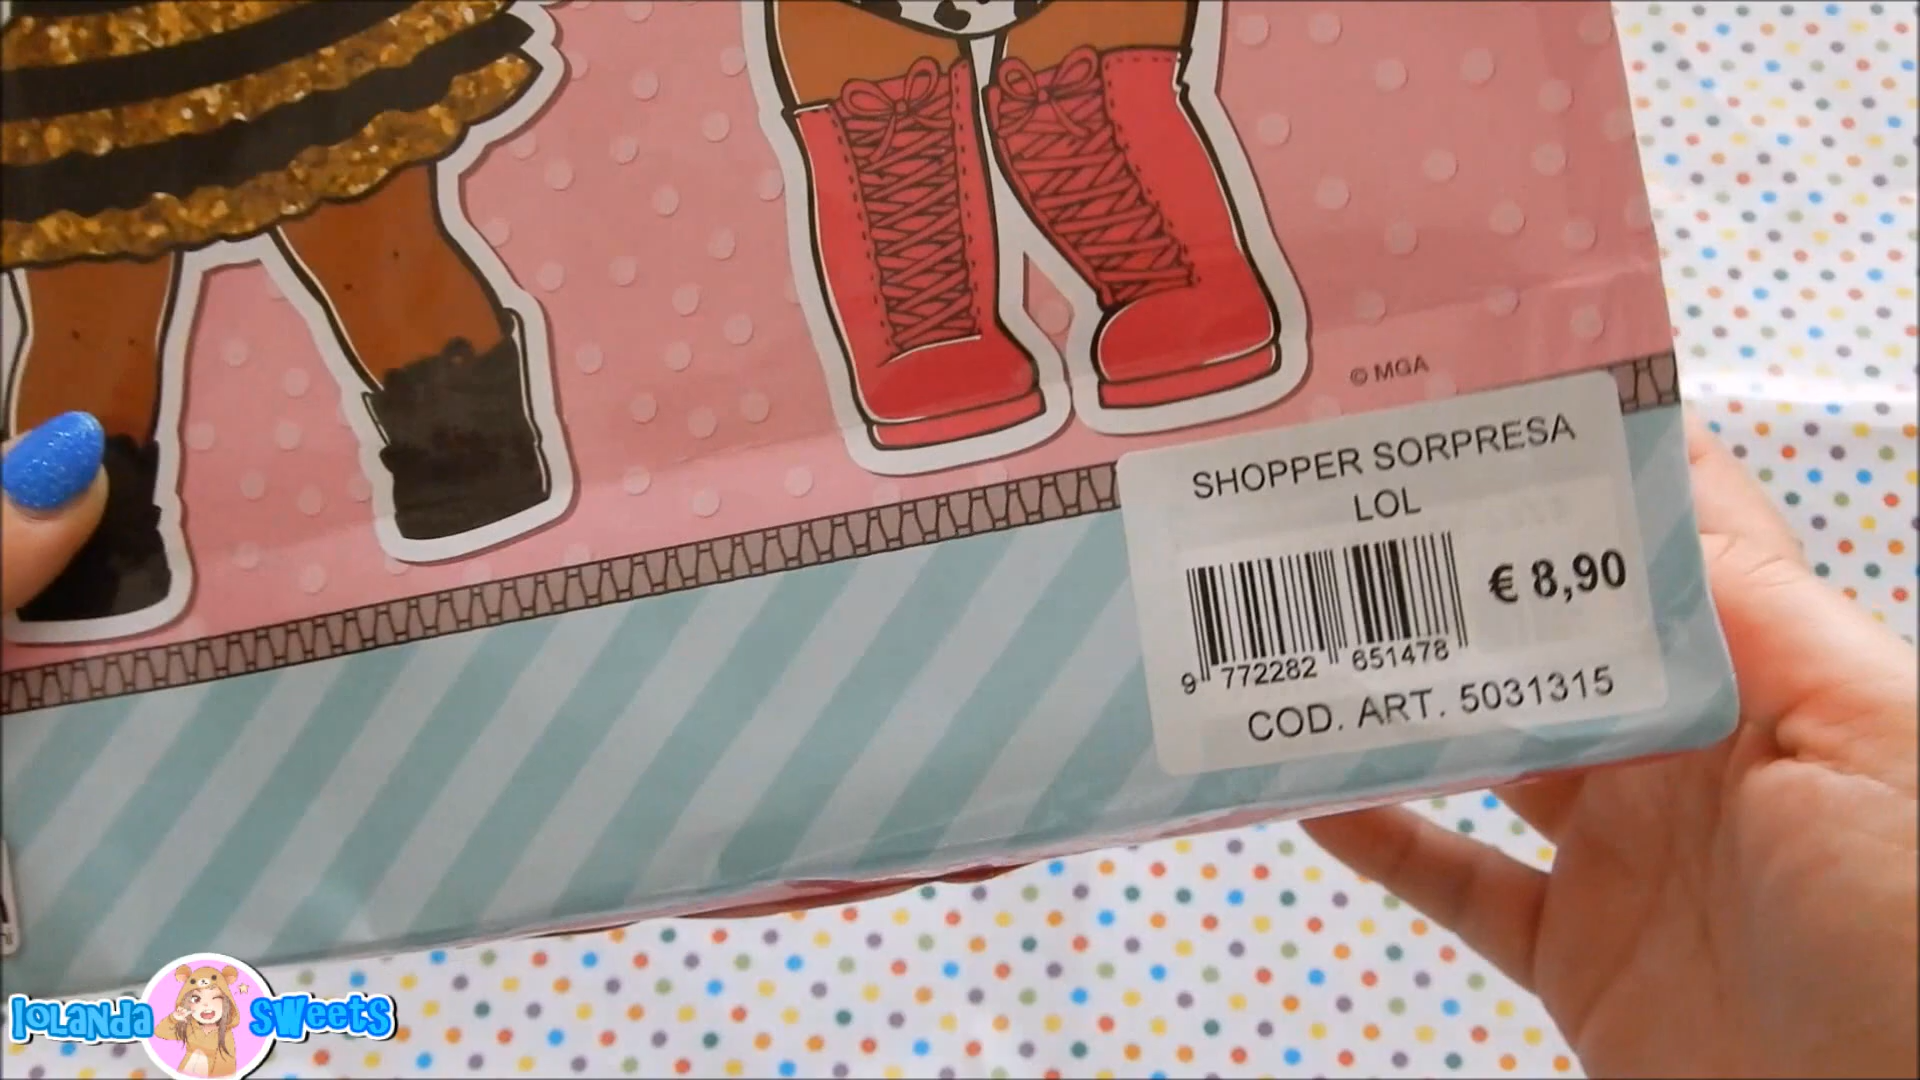 © MGA
SHOPPER SORPRESA
LOL
€ 8,90
9 772282 651478
COD. ART. 5031315
Iolanda Sweets